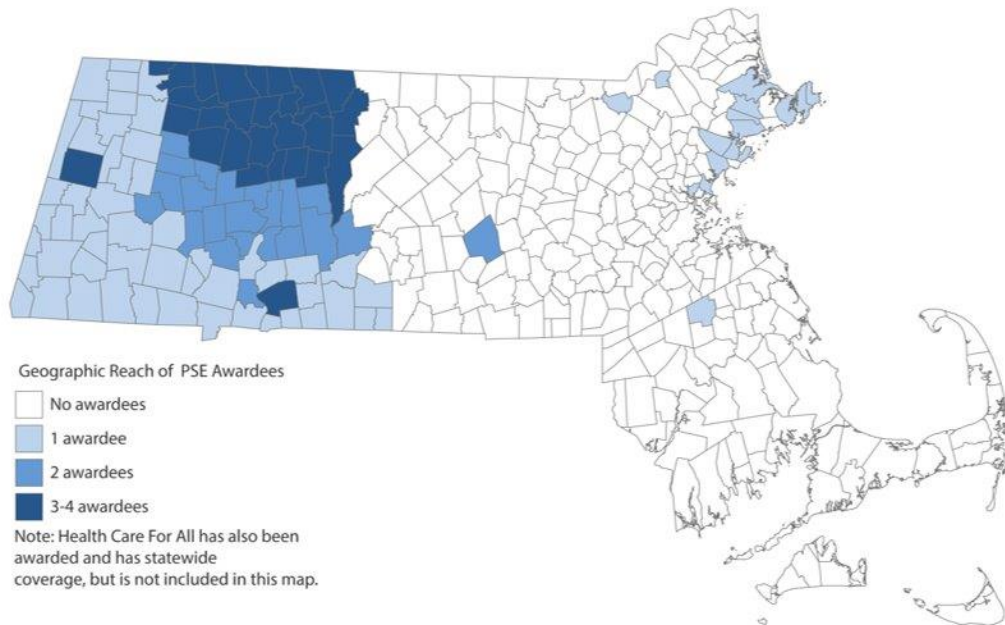 Geographic Reach of PSE Awardees
No awardees
1 awardee
2 awardees
3-4 awardees
Note: Health Care For All has also been
awarded and has statewide
coverage, but is not included in this map.